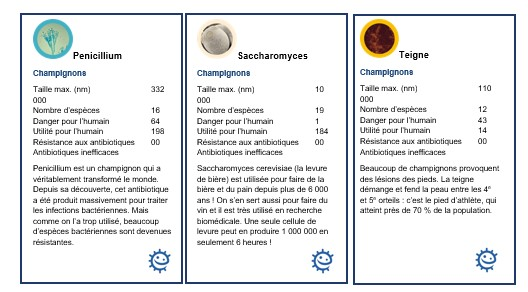 Penicillium
Champignons
Taille max. (nm) 332
000
Nombre d'espèces 16
Danger pour l'humain 64
Utilité pour l'humain 198
Résistance aux antibiotiques 00
Antibiotiques inefficaces
Penicillium est un champignon qui a
véritablement transformé le monde.
Depuis sa découverte, cet antibiotique
a été produit massivement pour traiter
les infections bactériennes. Mais
comme on l'a trop utilisé, beaucoup
d'espèces bactériennes sont devenues
résistantes.
Saccharomyces
Champignons
Taille max. (nm) 10
000
Nombre d'espèces 19
Danger pour l'humain 1
Utilité pour l'humain 184
Résistance aux antibiotiques 00
Antibiotiques inefficaces
Saccharomyces cerevisiae (la levure
de bière) est utilisée pour faire de la
bière et du pain depuis plus de 6 000
ans ! On s'en sert aussi pour faire du
vin et il est très utilisé en recherche
biomédicale. Une seule cellule de
levure peut en produire 1 000 000 en
seulement 6 heures !
Teigne
Champignons
Taille max. (nm) 110
000
Nombre d'espèces 12
Danger pour l'humain 43
Utilité pour l'humain 14
Résistance aux antibiotiques 00
Antibiotiques inefficaces
Beaucoup de champignons provoquent
des lésions des pieds. La teigne
démange et fend la peau entre les 4e
et 5e orteils : c'est le pied d'athlète, qui
atteint près de 70 % de la population.